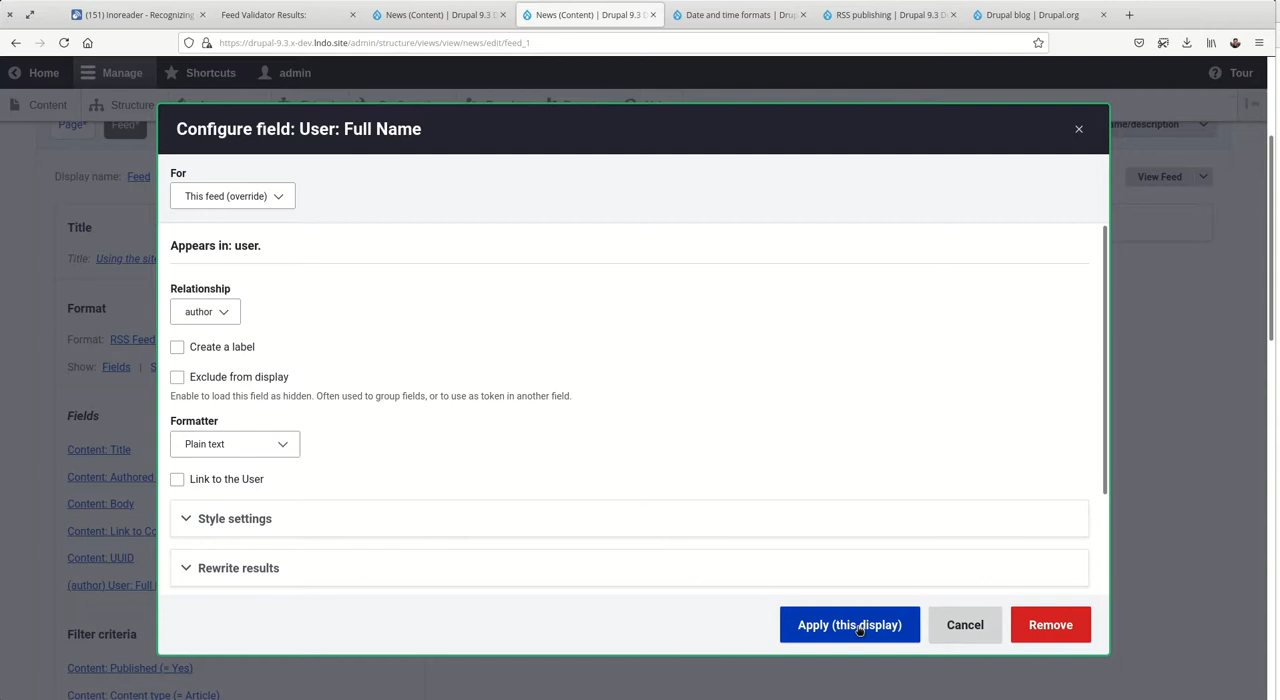 (151) Inoreader - Recognizing
Feed Validator Results:
News (Content) | Drupal 9.3 D
News (Content) | Drupal 9.3 D
Date and time formats | Drup
RSS publishing | Drupal 9.3 D
Drupal blog | Drupal.org
https://drupal-9.3.x-dev.lndo.site/admin/structure/views/view/news/edit/feed_1
Home
Manage
Shortcuts
admin
Tour
Content
Structure
Configure field: User: Full Name
Page*
Feed*
name/description
For
This feed (override)
Display name: Feed
View Feed
Title
Title: Using the site
Appears in: user.
Relationship
author
Format
Format: RSS Feed
Show: Fields |
Create a label
Exclude from display
Enable to load this field as hidden. Often used to group fields, or to use as token in another field.
Fields
Formatter
Plain text
Content: Title
Content: Authored
Link to the User
Content: Body
Style settings
Content: Link to Co
Content: UUID
Rewrite results
(author) User: Full
Filter criteria
Apply (this display)
Cancel
Remove
Content: Published (= Yes)
Content: Content type (= Article)